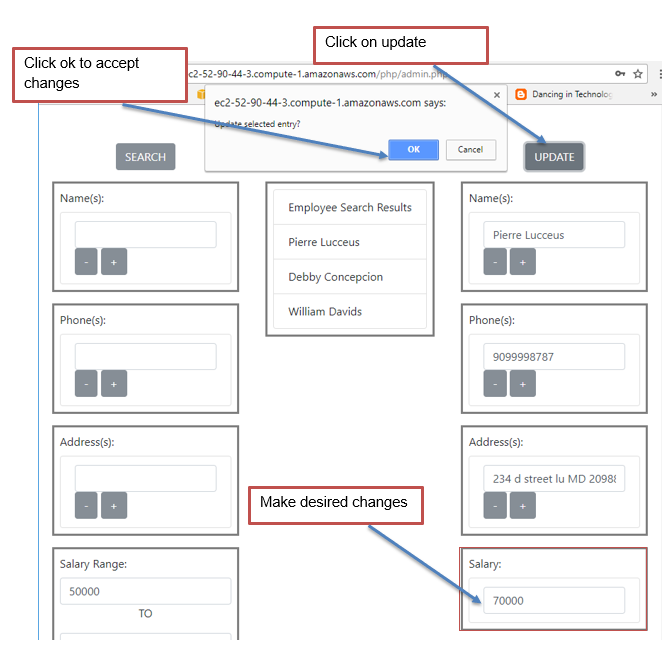 Click ok to accept
changes
Click on update
ec2-52-90-44-3.compute-1.amazonaws.com/php/admin.php
Dancing in Technolog
»
ec2-52-90-44-3.compute-1.amazonaws.com says:
Update selected entry?
OK
Cancel
SEARCH
UPDATE
Name(s):
-
+
Phone(s):
-
+
Address(s):
-
+
Salary Range:
50000
TO
Employee Search Results
Pierre Lucceus
Debby Concepcion
William Davids
Name(s):
Pierre Lucceus
-
+
Phone(s):
9099998787
-
+
Address(s):
234 d street lu MD 2098
-
+
Make desired changes
Salary:
70000